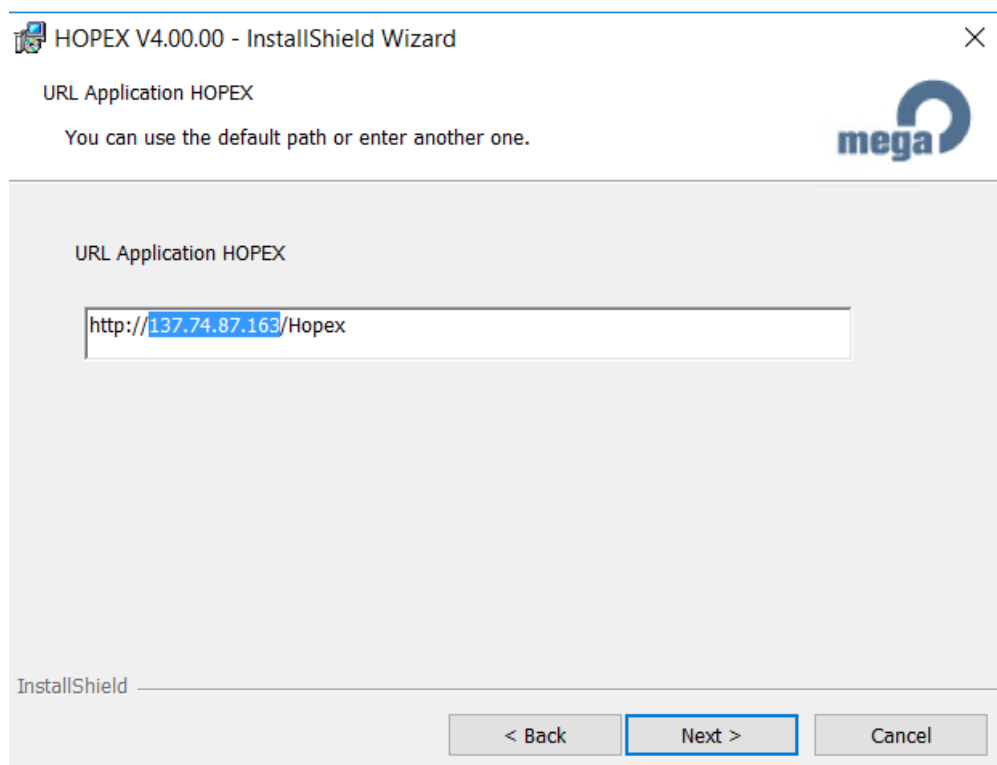 HOPEX V4.00.00 - InstallShield Wizard
URL Application HOPEX
You can use the default path or enter another one.
mega
URL Application HOPEX
http://137.74.87.163/Hopex
InstallShield
< Back Next > Cancel